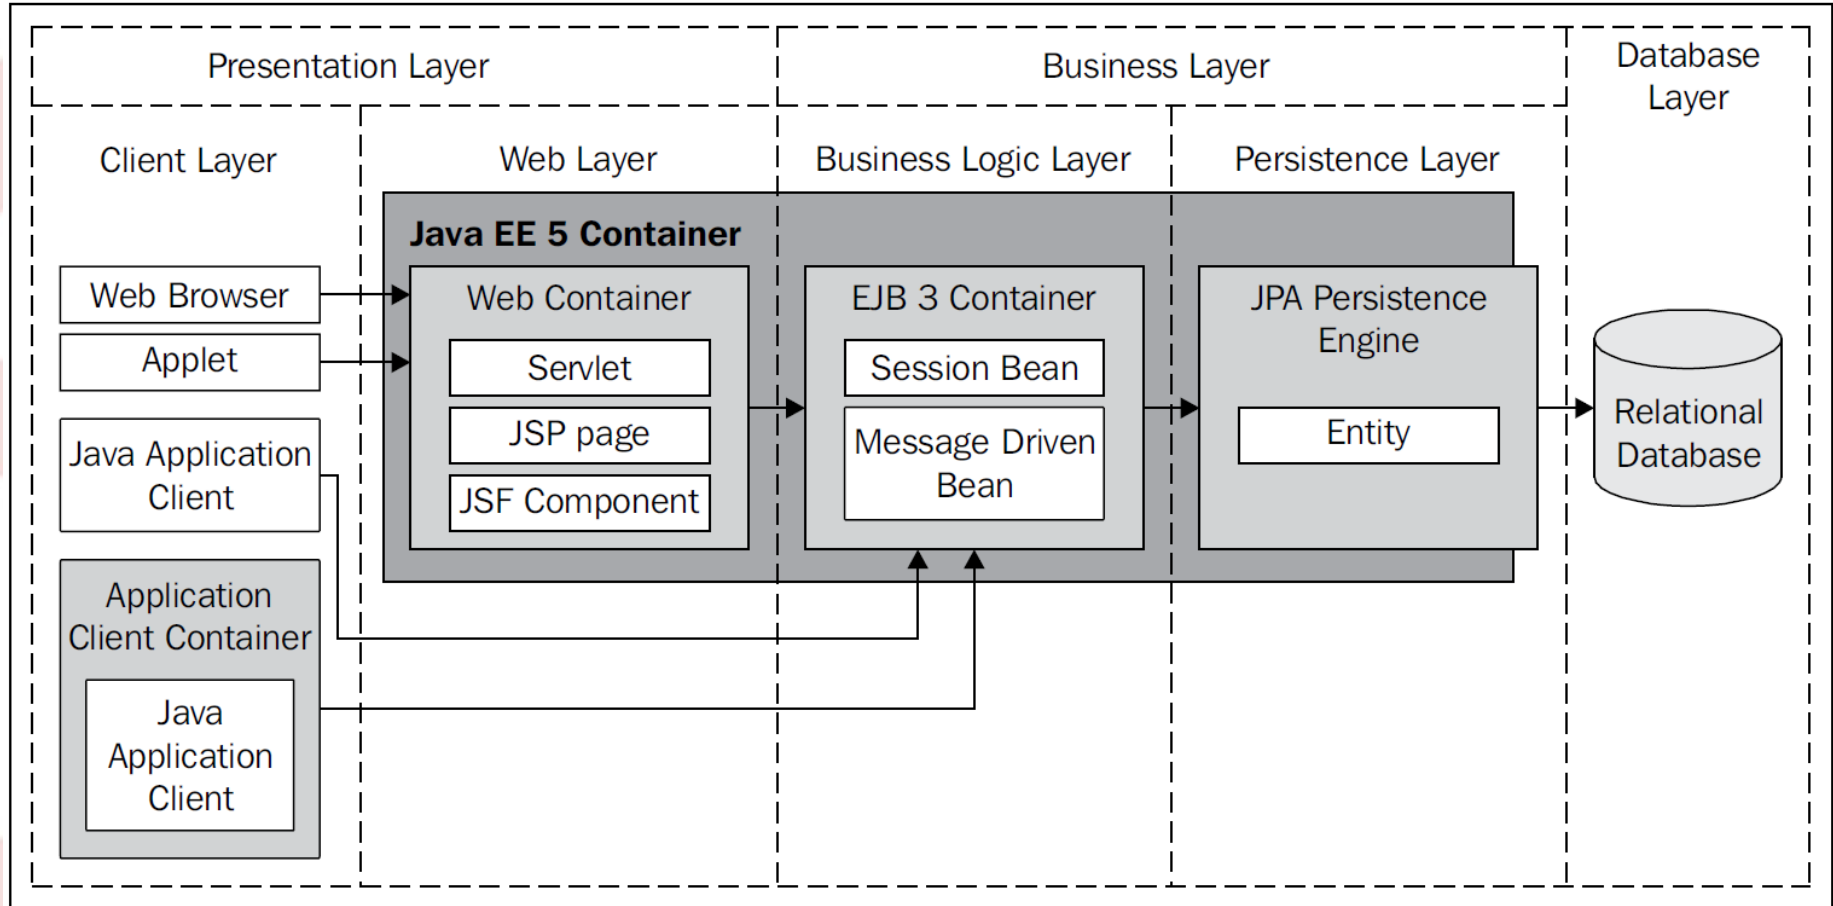 Presentation Layer
Business Layer
Database
Layer
Client Layer
Web Layer
Business Logic Layer
Persistence Layer
Java EE 5 Container
Web Browser
Applet
Java Application
Client
Application
Client Container
Java
Application
Client
Web Container
Servlet
JSP page
JSF Component
EJB 3 Container
Session Bean
Message Driven
Bean
JPA Persistence
Engine
Entity
Relational
Database